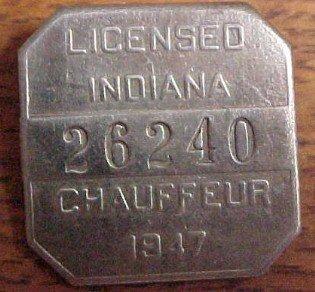 LICENSED
INDIANA
26240
CHAUFFEUR
1947